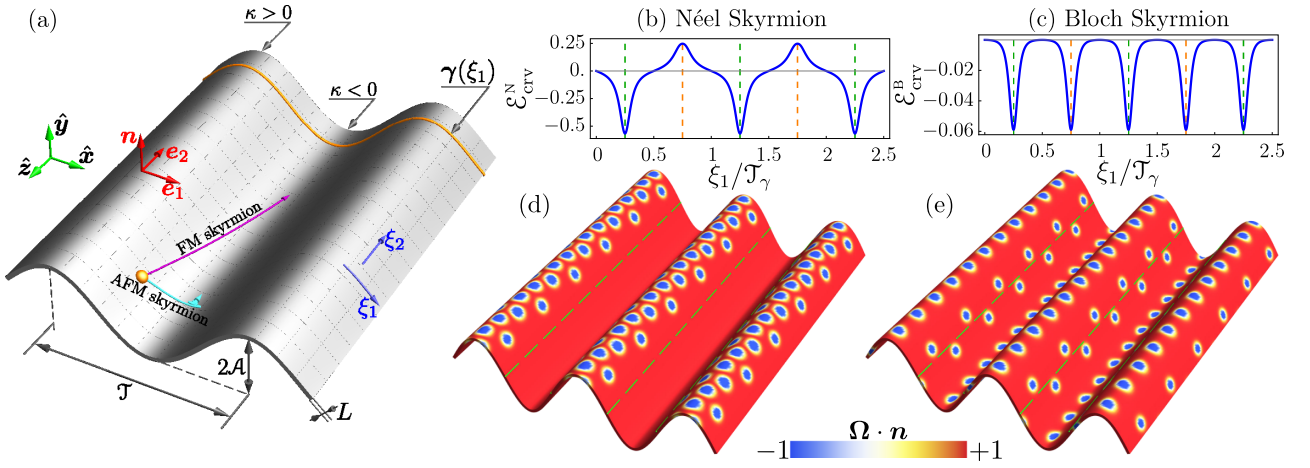 (a)
κ > 0
κ < 0
γ(ξ₁)
ŷ
ẑ
x̂
n
e₂
e₁
FM skyrmion
AFM skyrmion
ξ₂
ξ₁
𝒯
2𝒜
L
(b) Néel Skyrmion
ℰᴺcrv
0.25
0.
−0.25
−0.5
0 0.5 1 1.5 2 2.5
ξ₁/𝒯γ
(c) Bloch Skyrmion
ℰᴮcrv
−0.02
−0.04
−0.06
0 0.5 1 1.5 2 2.5
ξ₁/𝒯γ
(d)
(e)
Ω · n
−1 +1